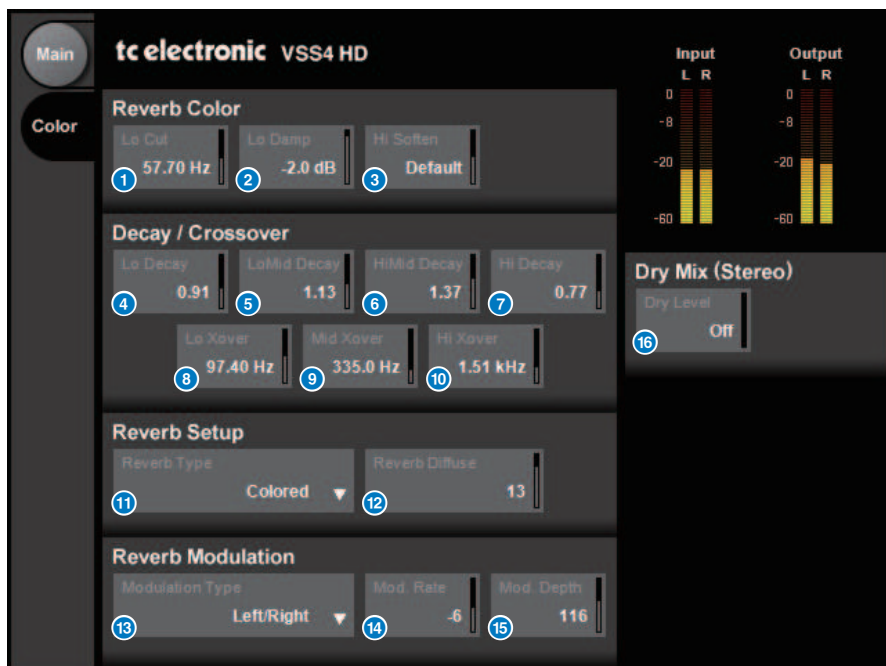 Main
Color
tc electronic VSS4 HD
Reverb Color
Lo Cut
57.70 Hz
1
Lo Damp
-2.0 dB
2
Hi Soften
Default
3
Decay / Crossover
Lo Decay
0.91
4
LoMid Decay
1.13
5
HiMid Decay
1.37
6
Hi Decay
0.77
7
Lo Xover
97.40 Hz
8
Mid Xover
335.0 Hz
9
Hi Xover
1.51 kHz
10
Reverb Setup
Reverb Type
Colored
11
Reverb Diffuse
13
12
Reverb Modulation
Modulation Type
Left/Right
13
Mod. Rate
-6
14
Mod. Depth
116
15
Input
L R
0
-8
-20
-60
Output
L R
0
-8
-20
-60
Dry Mix (Stereo)
Dry Level
Off
16